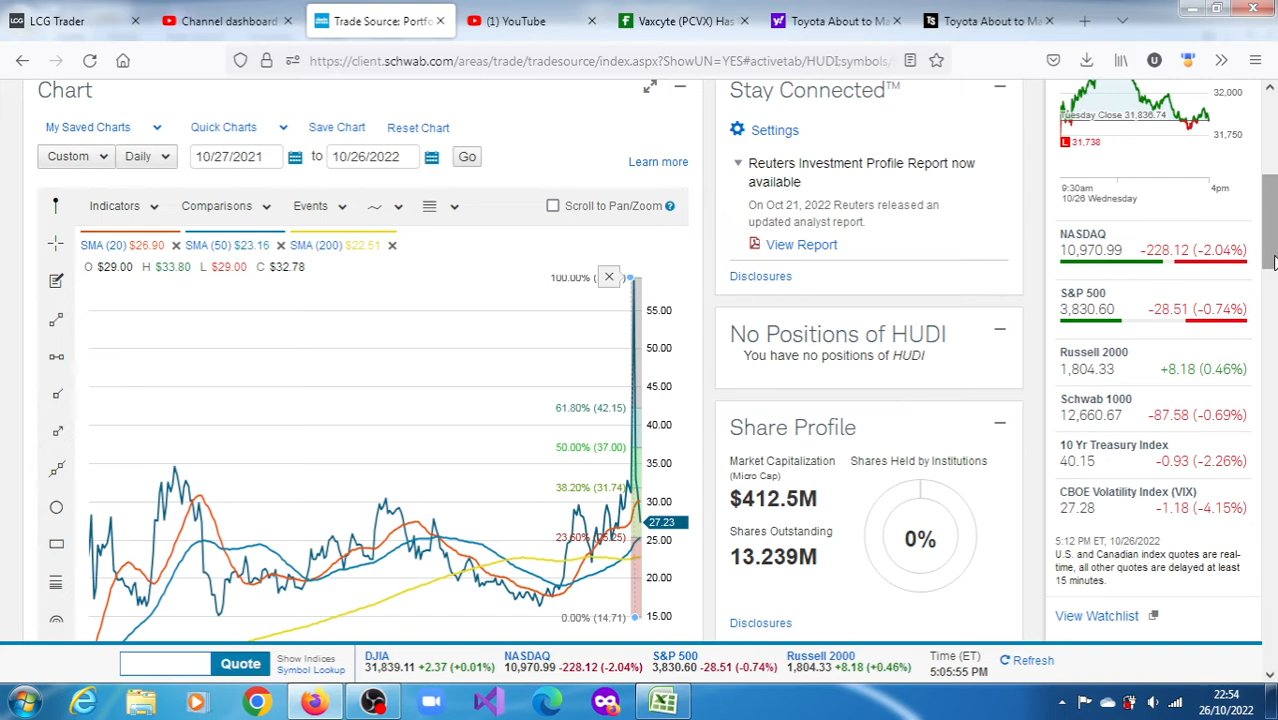 LCG Trader
Channel dashboard
Trade Source: Portfo
(1) YouTube
Vaxcyte (PCVX) Has
Toyota About to Ma
Toyota About to Ma
https://client.schwab.com/areas/trade/tradesource/index.aspx?ShowUN=YES#activetab/HUDI:symbols/
Chart
My Saved Charts
Quick Charts
Save Chart
Reset Chart
Custom
Daily
10/27/2021
to
10/26/2022
Go
Learn more
Indicators
Comparisons
Events
Scroll to Pan/Zoom
SMA (20) $26.90
SMA (50) $23.16
SMA (200) $22.51
O $29.00 H $33.80 L $29.00 C $32.78
100.00%
55.00
50.00
45.00
61.80% (42.15)
40.00
50.00% (37.00)
35.00
38.20% (31.74)
30.00
27.23
23.60%
25.00
20.00
0.00% (14.71)
15.00
Stay Connected™
Settings
Reuters Investment Profile Report now
available
On Oct 21, 2022 Reuters released an
updated analyst report.
View Report
Disclosures
No Positions of HUDI
You have no positions of HUDI
Share Profile
Market Capitalization
(Micro Cap)
$412.5M
Shares Outstanding
13.239M
Shares Held by Institutions
0%
Disclosures
32,000
Tuesday Close 31,836.74
31,750
L 31,738
9:30am
4pm
10/26 Wednesday
NASDAQ
10,970.99 -228.12 (-2.04%)
S&P 500
3,830.60 -28.51 (-0.74%)
Russell 2000
1,804.33 +8.18 (0.46%)
Schwab 1000
12,660.67 -87.58 (-0.69%)
10 Yr Treasury Index
40.15 -0.93 (-2.26%)
CBOE Volatility Index (VIX)
27.28 -1.18 (-4.15%)
5:12 PM ET, 10/26/2022
U.S. and Canadian index quotes are real-
time, all other quotes are delayed at least
15 minutes.
View Watchlist
Quote
Show Indices
Symbol Lookup
DJIA
31,839.11 +2.37 (+0.01%)
NASDAQ
10,970.99 -228.12 (-2.04%)
S&P 500
3,830.60 -28.51 (-0.74%)
Russell 2000
1,804.33 +8.18 (+0.46%)
Time (ET)
5:05:55 PM
Refresh
22:54
26/10/2022